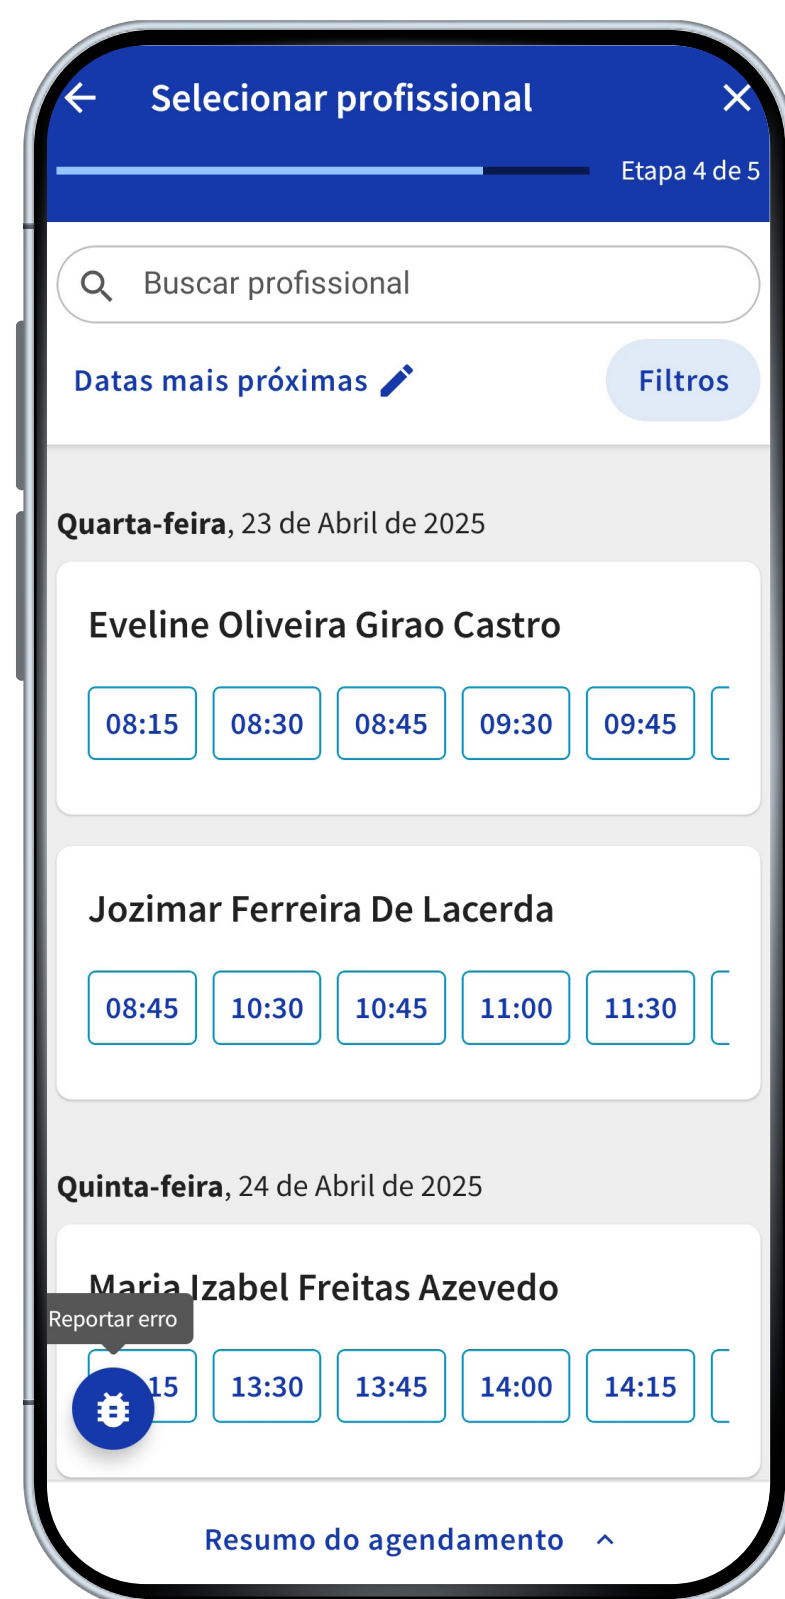 Selecionar profissional
Etapa 4 de 5
Buscar profissional
Datas mais próximas
Filtros
Quarta-feira, 23 de Abril de 2025
Eveline Oliveira Girao Castro
08:15 08:30 08:45 09:30 09:45
Jozimar Ferreira De Lacerda
08:45 10:30 10:45 11:00 11:30
Quinta-feira, 24 de Abril de 2025
Maria Izabel Freitas Azevedo
Reportar erro
15 13:30 13:45 14:00 14:15
Resumo do agendamento